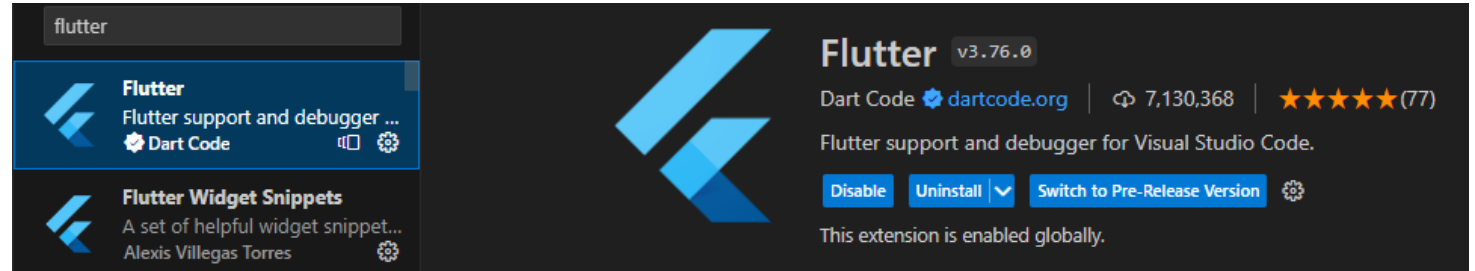 flutter
Flutter
Flutter support and debugger ...
Dart Code
Flutter Widget Snippets
A set of helpful widget snippet...
Alexis Villegas Torres
Flutter v3.76.0
Dart Code dartcode.org 7,130,368 ★★★★★(77)
Flutter support and debugger for Visual Studio Code.
Disable Uninstall Switch to Pre-Release Version
This extension is enabled globally.